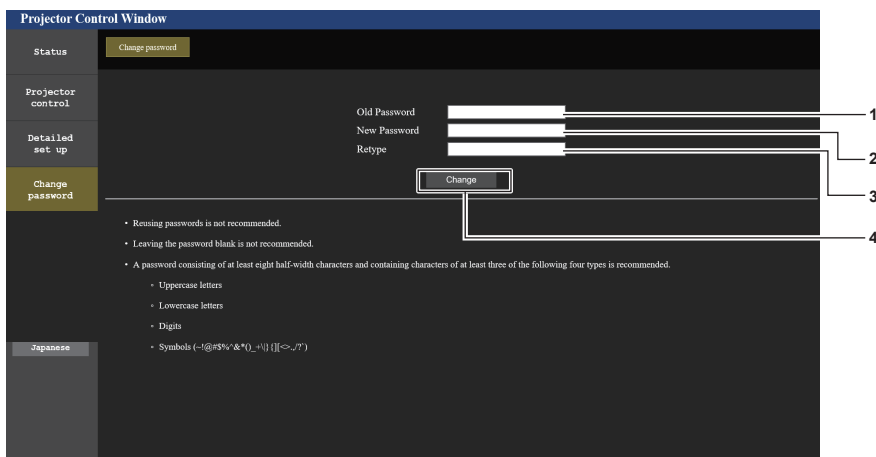 Projector Control Window
Status
Change password
Projector
control
Detailed
set up
Change
password
Japanese
Old Password
New Password
Retype
Change
1
2
3
4
• Reusing passwords is not recommended.
• Leaving the password blank is not recommended.
• A password consisting of at least eight half-width characters and containing characters of at least three of the following four types is recommended.
◦ Uppercase letters
◦ Lowercase letters
◦ Digits
◦ Symbols (~!@#$%^&*()_+\|}{][<>.,/?`)